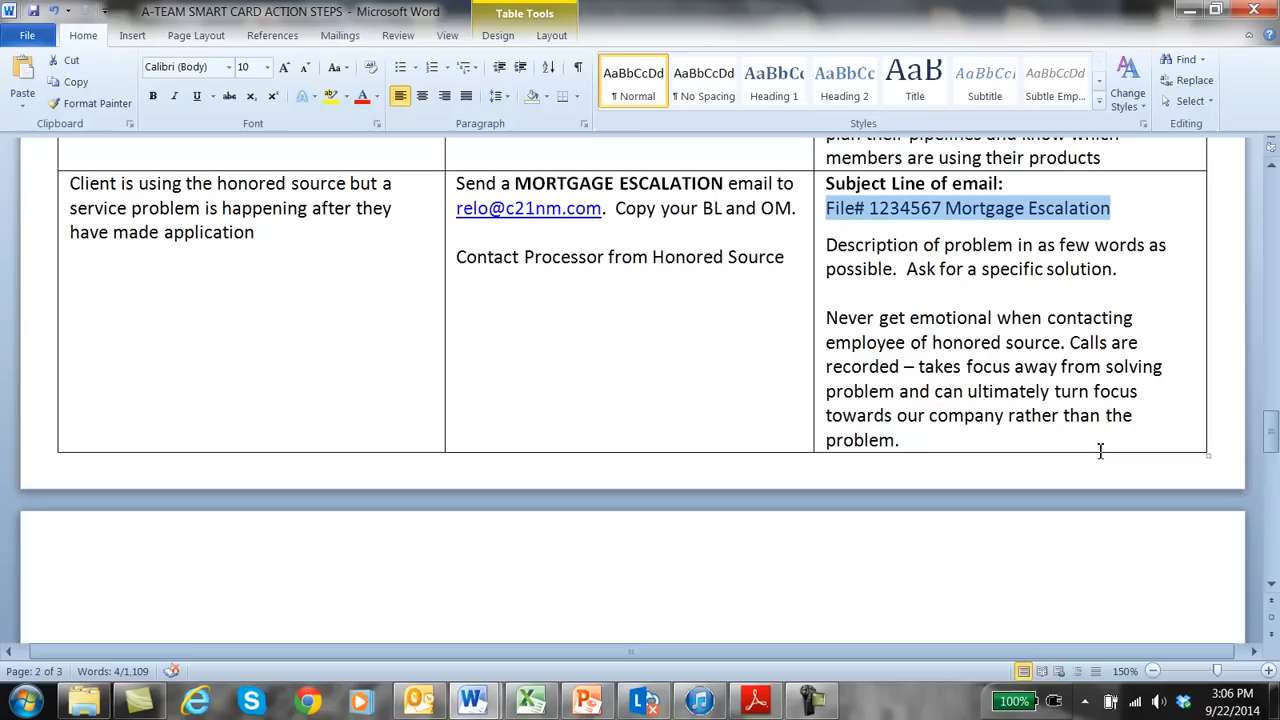 A-TEAM SMART CARD ACTION STEPS - Microsoft Word
Table Tools
File
Home
Insert
Page Layout
References
Mailings
Review
View
Design
Layout
Paste
Cut
Copy
Format Painter
Clipboard
Calibri (Body)
10
Font
Paragraph
AaBbCcDd
¶ Normal
AaBbCcDd
¶ No Spacing
AaBbCc
Heading 1
AaBbCc
Heading 2
AaB
Title
AaBbCcI
Subtitle
AaBbCcDd
Subtle Emp...
Change
Styles
Styles
Find
Replace
Select
Editing
plan their pipelines and know which
members are using their products
Client is using the honored source but a
service problem is happening after they
have made application
Send a MORTGAGE ESCALATION email to
relo@c21nm.com. Copy your BL and OM.
Contact Processor from Honored Source
Subject Line of email:
File# 1234567 Mortgage Escalation
Description of problem in as few words as
possible. Ask for a specific solution.
Never get emotional when contacting
employee of honored source. Calls are
recorded – takes focus away from solving
problem and can ultimately turn focus
towards our company rather than the
problem.
Page: 2 of 3
Words: 4/1,109
150%
100%
3:06 PM
9/22/2014